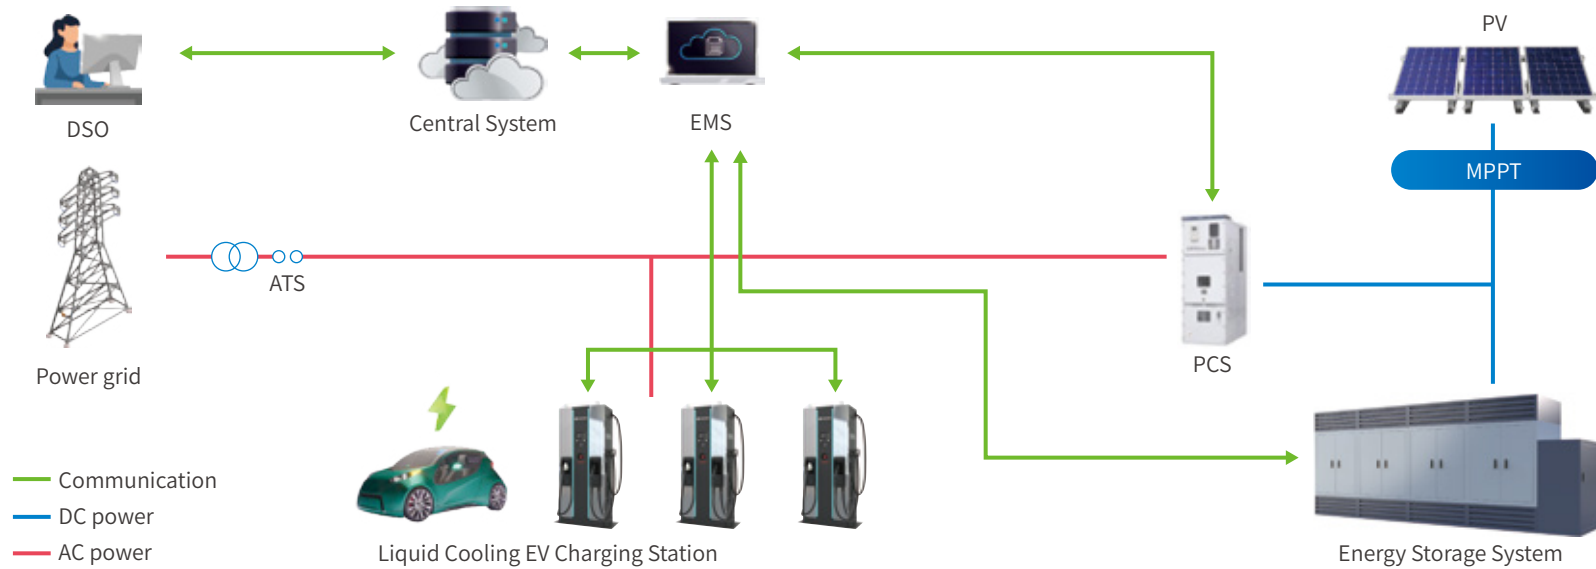 PV
DSO
Central System
EMS
MPPT
ATS
Power grid
PCS
Communication
DC power
AC power
Liquid Cooling EV Charging Station
Energy Storage System